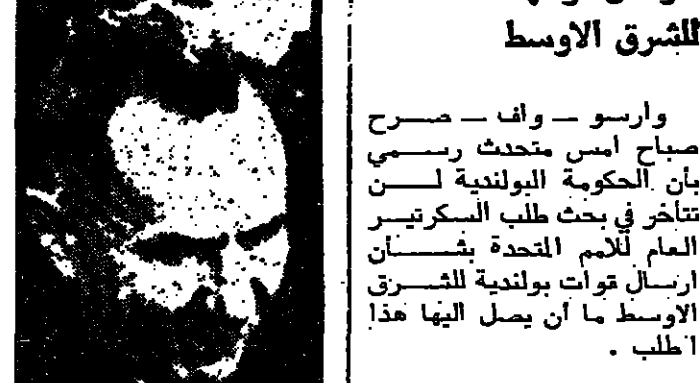 للشرق الاوسط
وارسو — واف — صرح
صباح امس متحدث رسمي
بأن الحكومة البولندية لن
تتأخر في بحث طلب السكرتير
العام للامم المتحدة بشأن
ارسال قوات بولندية للشرق
الاوسط ما أن يصل اليها هذا
الطلب .